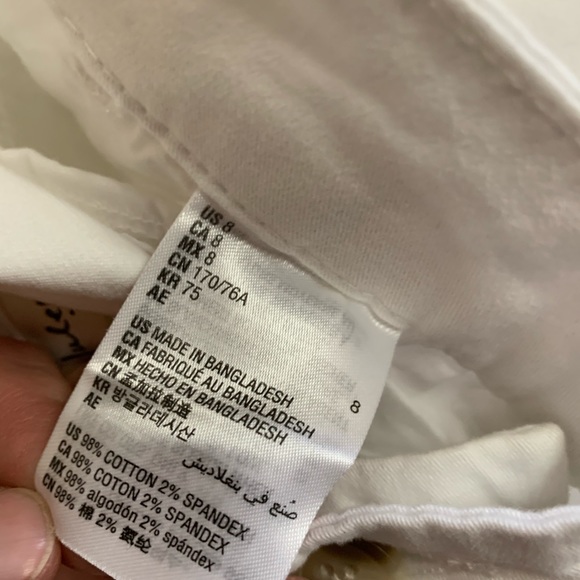 US 8
CA 8
MX 8
CN 170/76A
KR 75
AE
8
US MADE IN BANGLADESH
CA FABRIQUE AU BANGLADESH
MX HECHO EN BANGLADESH
CN 孟加拉制造
KR 방글라데시산
AE
صُنع في بنغلاديش
US 98% COTTON 2% SPANDEX
CA 98% COTON 2% SPANDEX
MX 98% algodón 2% spándex
CN 98% 棉 2% 氨纶